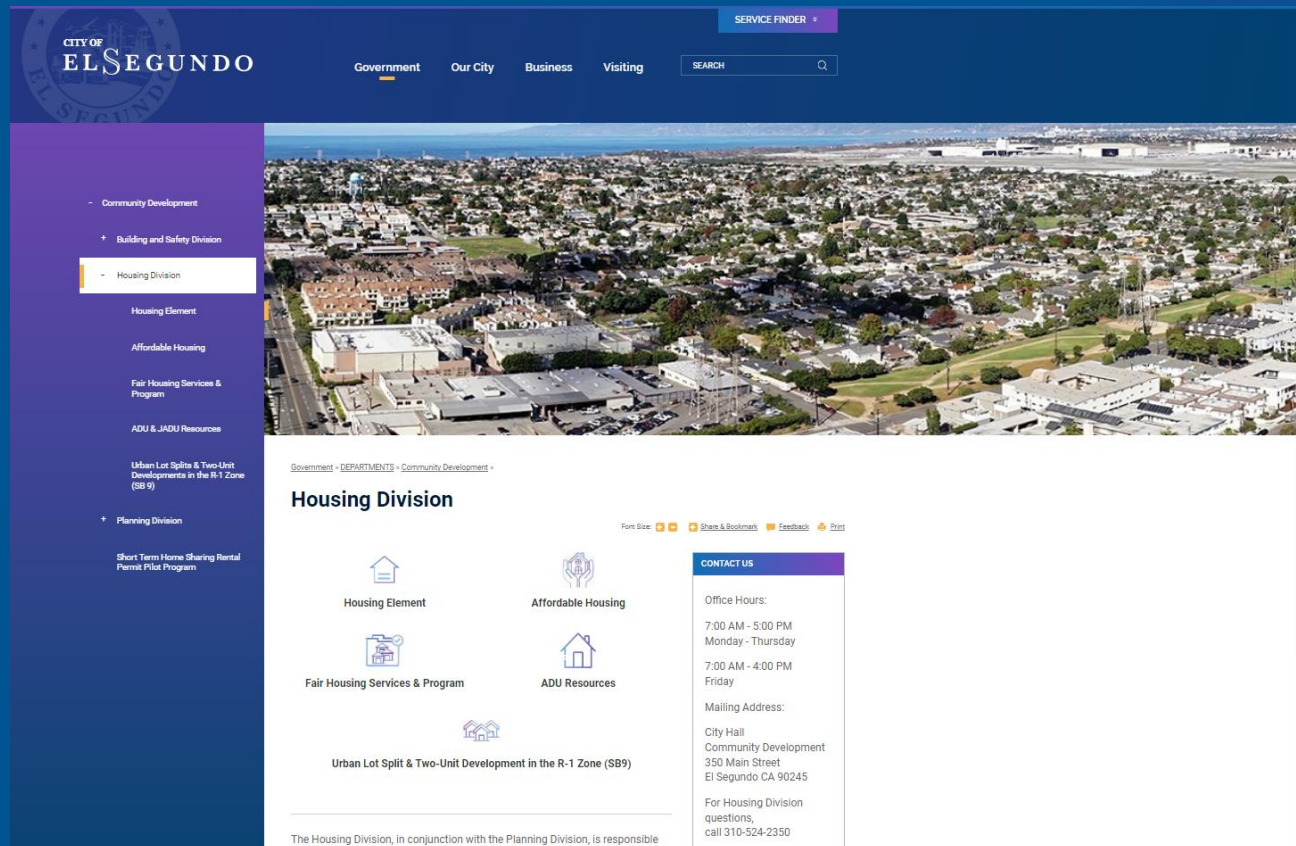 SERVICE FINDER
CITY OF
EL SEGUNDO
EL SEGUNDO
Government Our City Business Visiting
SEARCH
- Community Development
+ Building and Safety Division
- Housing Division
Housing Element
Affordable Housing
Fair Housing Services &
Program
ADU & JADU Resources
Urban Lot Splits & Two-Unit
Developments in the R-1 Zone
(SB 9)
+ Planning Division
Short Term Home Sharing Rental
Permit Pilot Program
Government » DEPARTMENTS » Community Development »
Housing Division
Font Size: + - + Share & Bookmark Feedback Print
Housing Element
Affordable Housing
Fair Housing Services & Program
ADU Resources
Urban Lot Split & Two-Unit Development in the R-1 Zone (SB9)
The Housing Division, in conjunction with the Planning Division, is responsible
CONTACT US
Office Hours:
7:00 AM - 5:00 PM
Monday - Thursday
7:00 AM - 4:00 PM
Friday
Mailing Address:
City Hall
Community Development
350 Main Street
El Segundo CA 90245
For Housing Division
questions,
call 310-524-2350